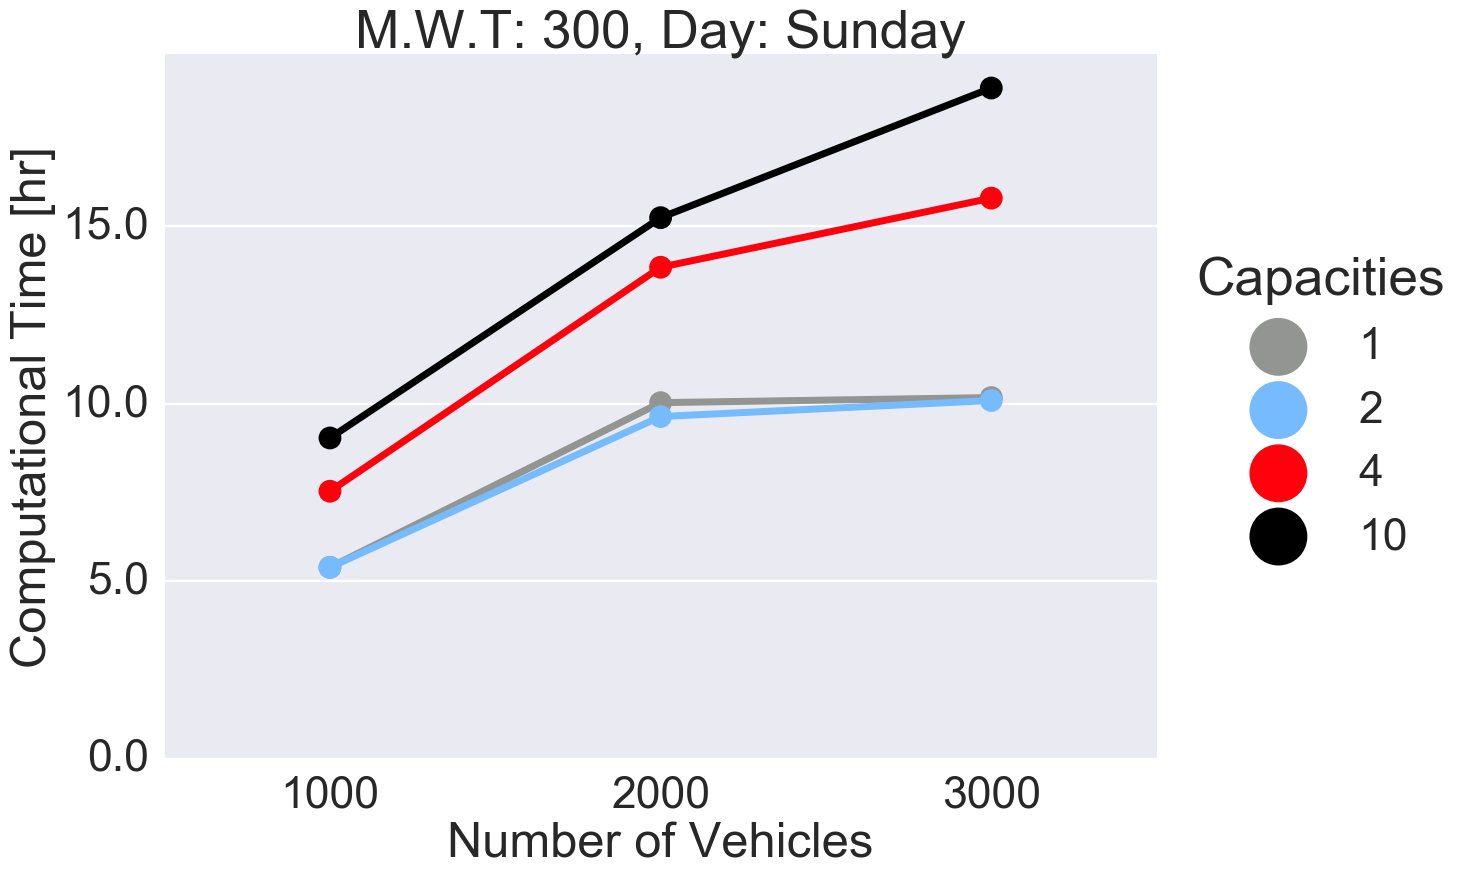 M.W.T: 300, Day: Sunday
Computational Time [hr]
15.0
10.0
5.0
0.0
1000 2000 3000
Number of Vehicles
Capacities
1
2
4
10